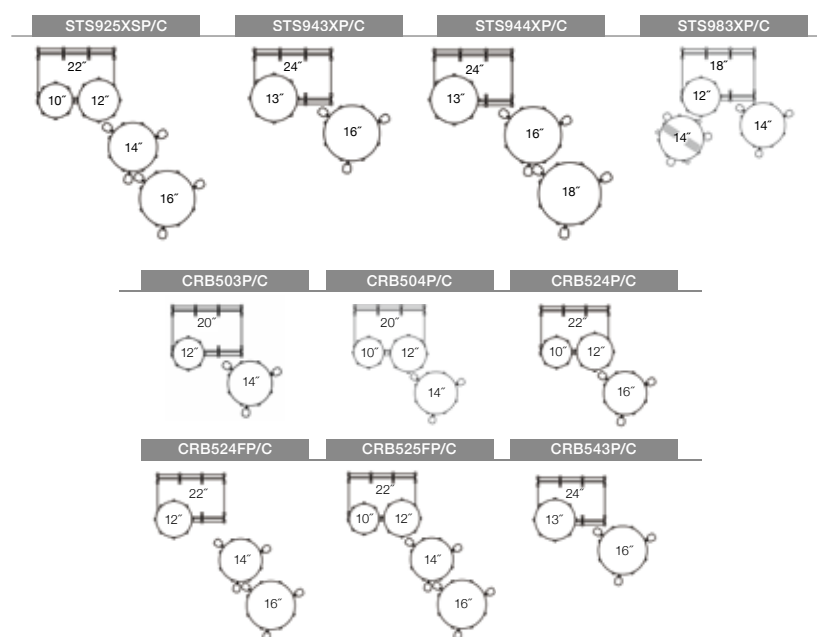 STS925XSP/C STS943XP/C STS944XP/C STS983XP/C
22″ 24″ 24″ 18″
10″ 12″ 13″ 13″ 12″
14″ 16″ 16″ 14″ 14″
16″ 18″
CRB503P/C CRB504P/C CRB524P/C
20″ 20″ 22″
12″ 10″ 12″ 10″ 12″
14″ 14″ 16″
CRB524FP/C CRB525FP/C CRB543P/C
22″ 22″ 24″
12″ 10″ 12″ 13″
14″ 14″ 16″
16″ 16″